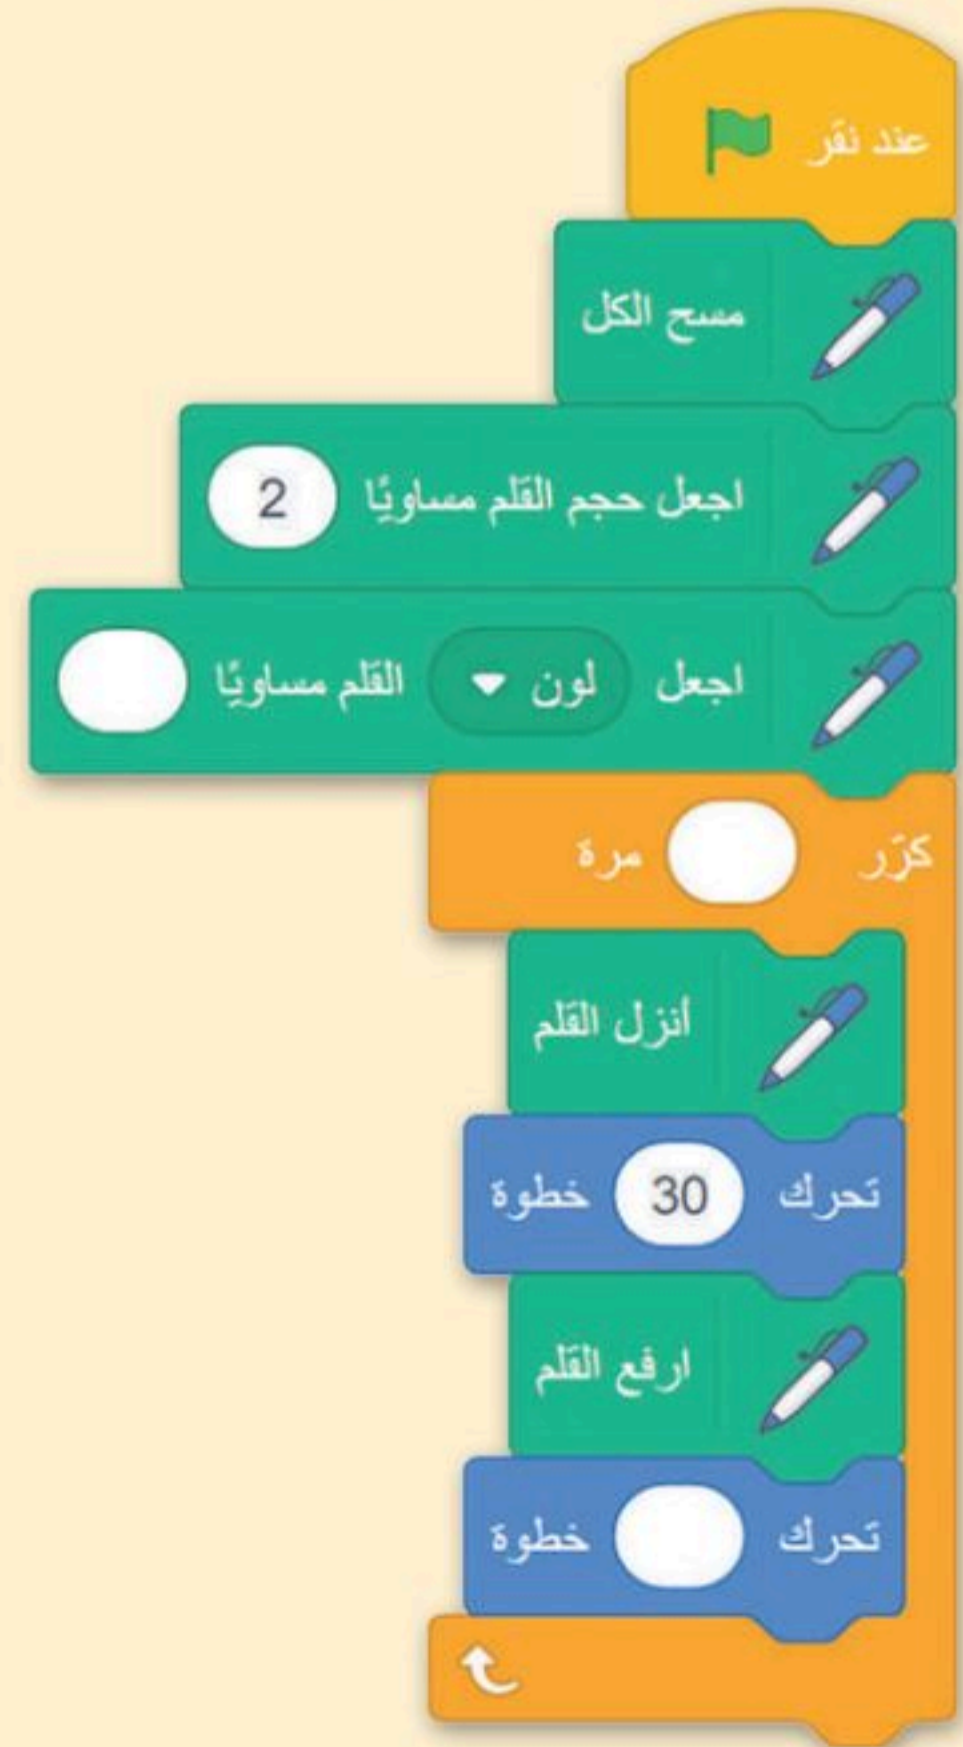 عند نقر
مسح الكل
اجعل حجم القلم مساويًا 2
اجعل لون القلم مساويًا
كرّر مرة
أنزل القلم
تحرك 30 خطوة
ارفع القلم
تحرك خطوة